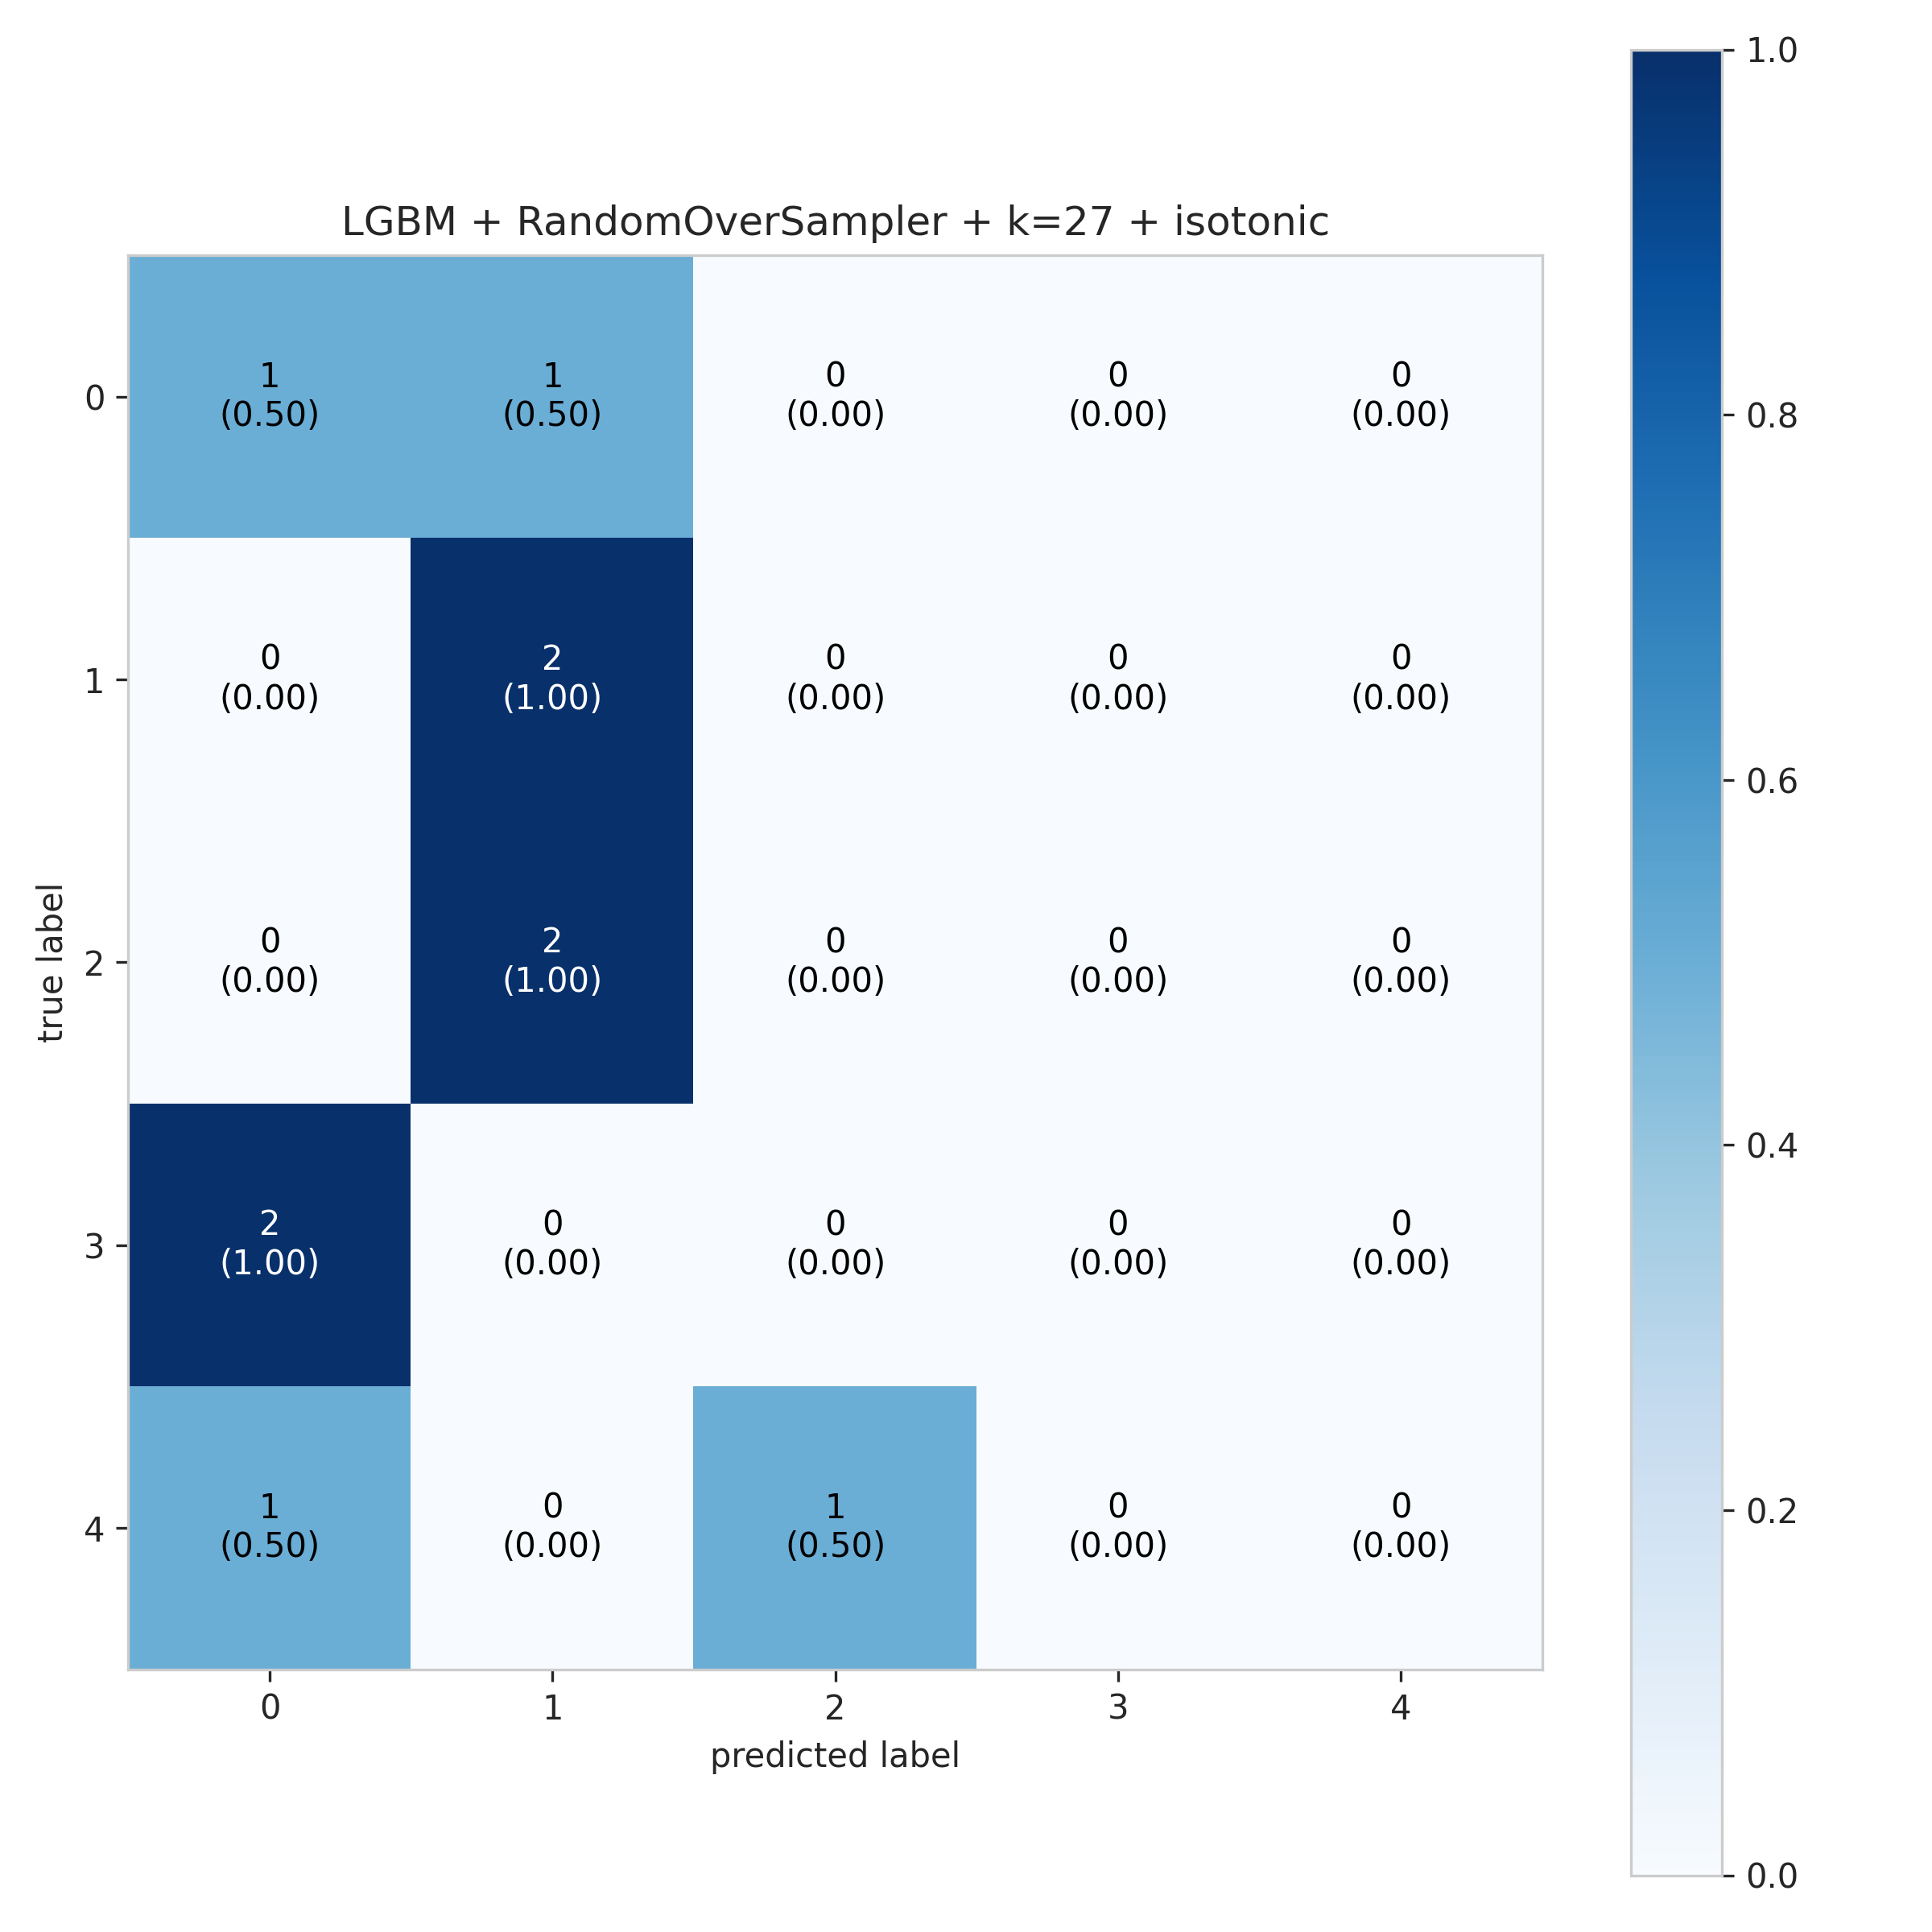 LGBM + RandomOverSampler + k=27 + isotonic
1 1 0 0 0
0 (0.50) (0.50) (0.00) (0.00) (0.00)
0 2 0 0 0
1 (0.00) (1.00) (0.00) (0.00) (0.00)
0 2 0 0 0
2 (0.00) (1.00) (0.00) (0.00) (0.00)
2 0 0 0 0
3 (1.00) (0.00) (0.00) (0.00) (0.00)
1 0 1 0 0
4 (0.50) (0.00) (0.50) (0.00) (0.00)
0 1 2 3 4
predicted label
true label
1.0
0.8
0.6
0.4
0.2
0.0